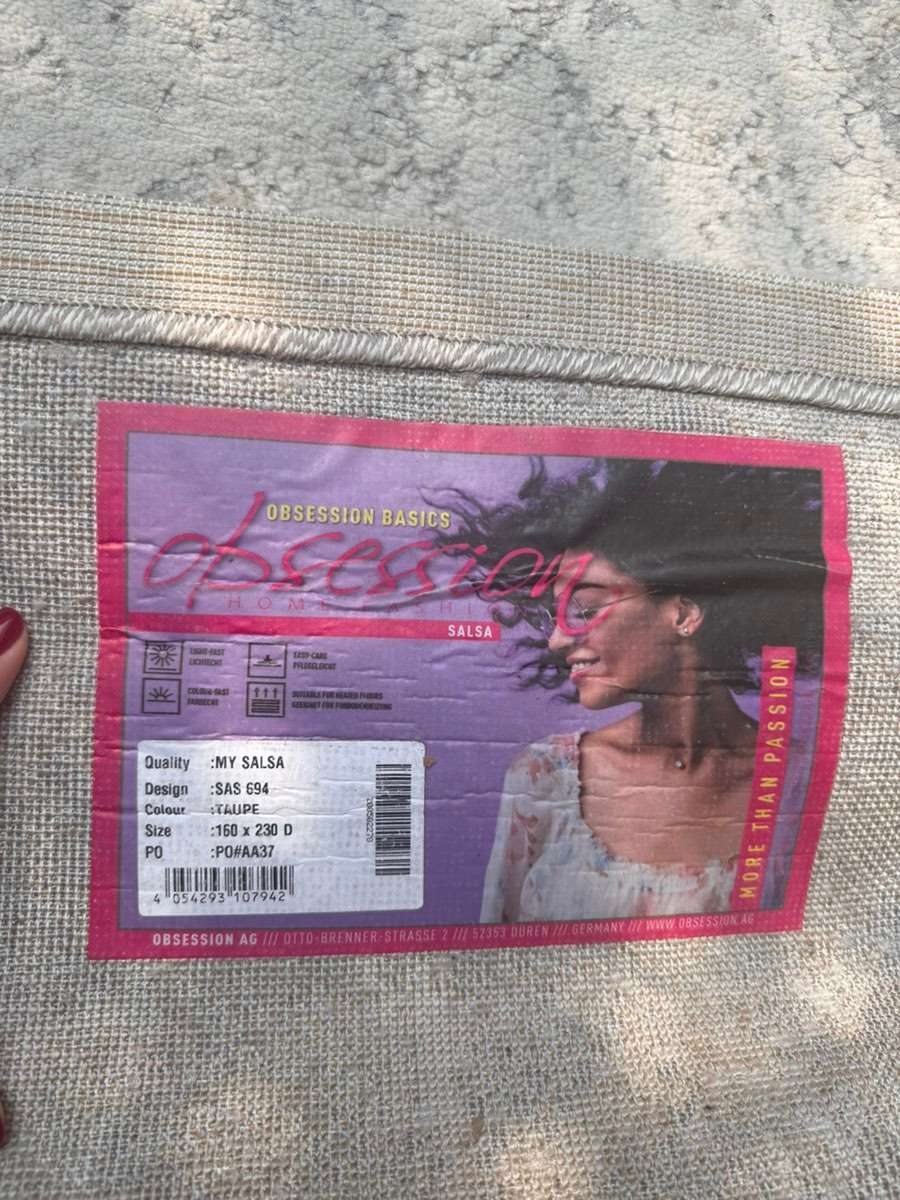 OBSESSION BASICS
obsession
HOME FASHION
SALSA
LIGHT-FAST
LICHTECHT
EASY-CARE
PFLEGELEICHT
COLOUR-FAST
FARBECHT
SUITABLE FOR HEATED FLOORS
GEEIGNET FÜR FUßBODENHEIZUNG
MORE THAN PASSION
Quality :MY SALSA
Design :SAS 694
Colour :TAUPE
Size :160 x 230 D
PO :PO#AA37
4 054293 107942
OBSESSION AG /// OTTO-BRENNER-STRASSE 2 /// 52353 DÜREN /// GERMANY /// WWW.OBSESSION.AG